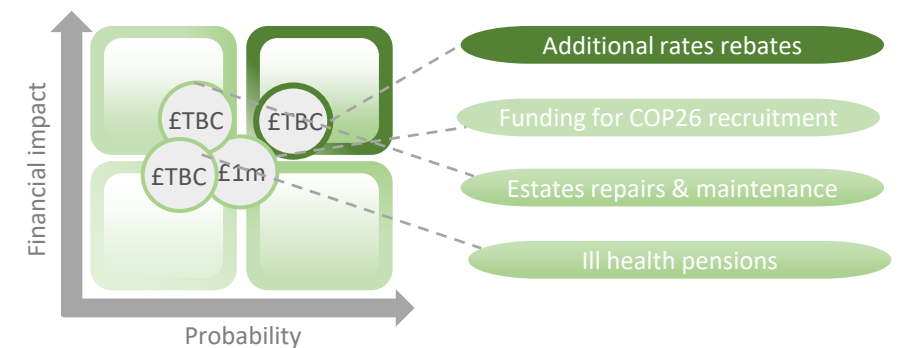 Financial impact
£TBC
£TBC
£TBC
£1m
Probability
Additional rates rebates
Funding for COP26 recruitment
Estates repairs & maintenance
Ill health pensions